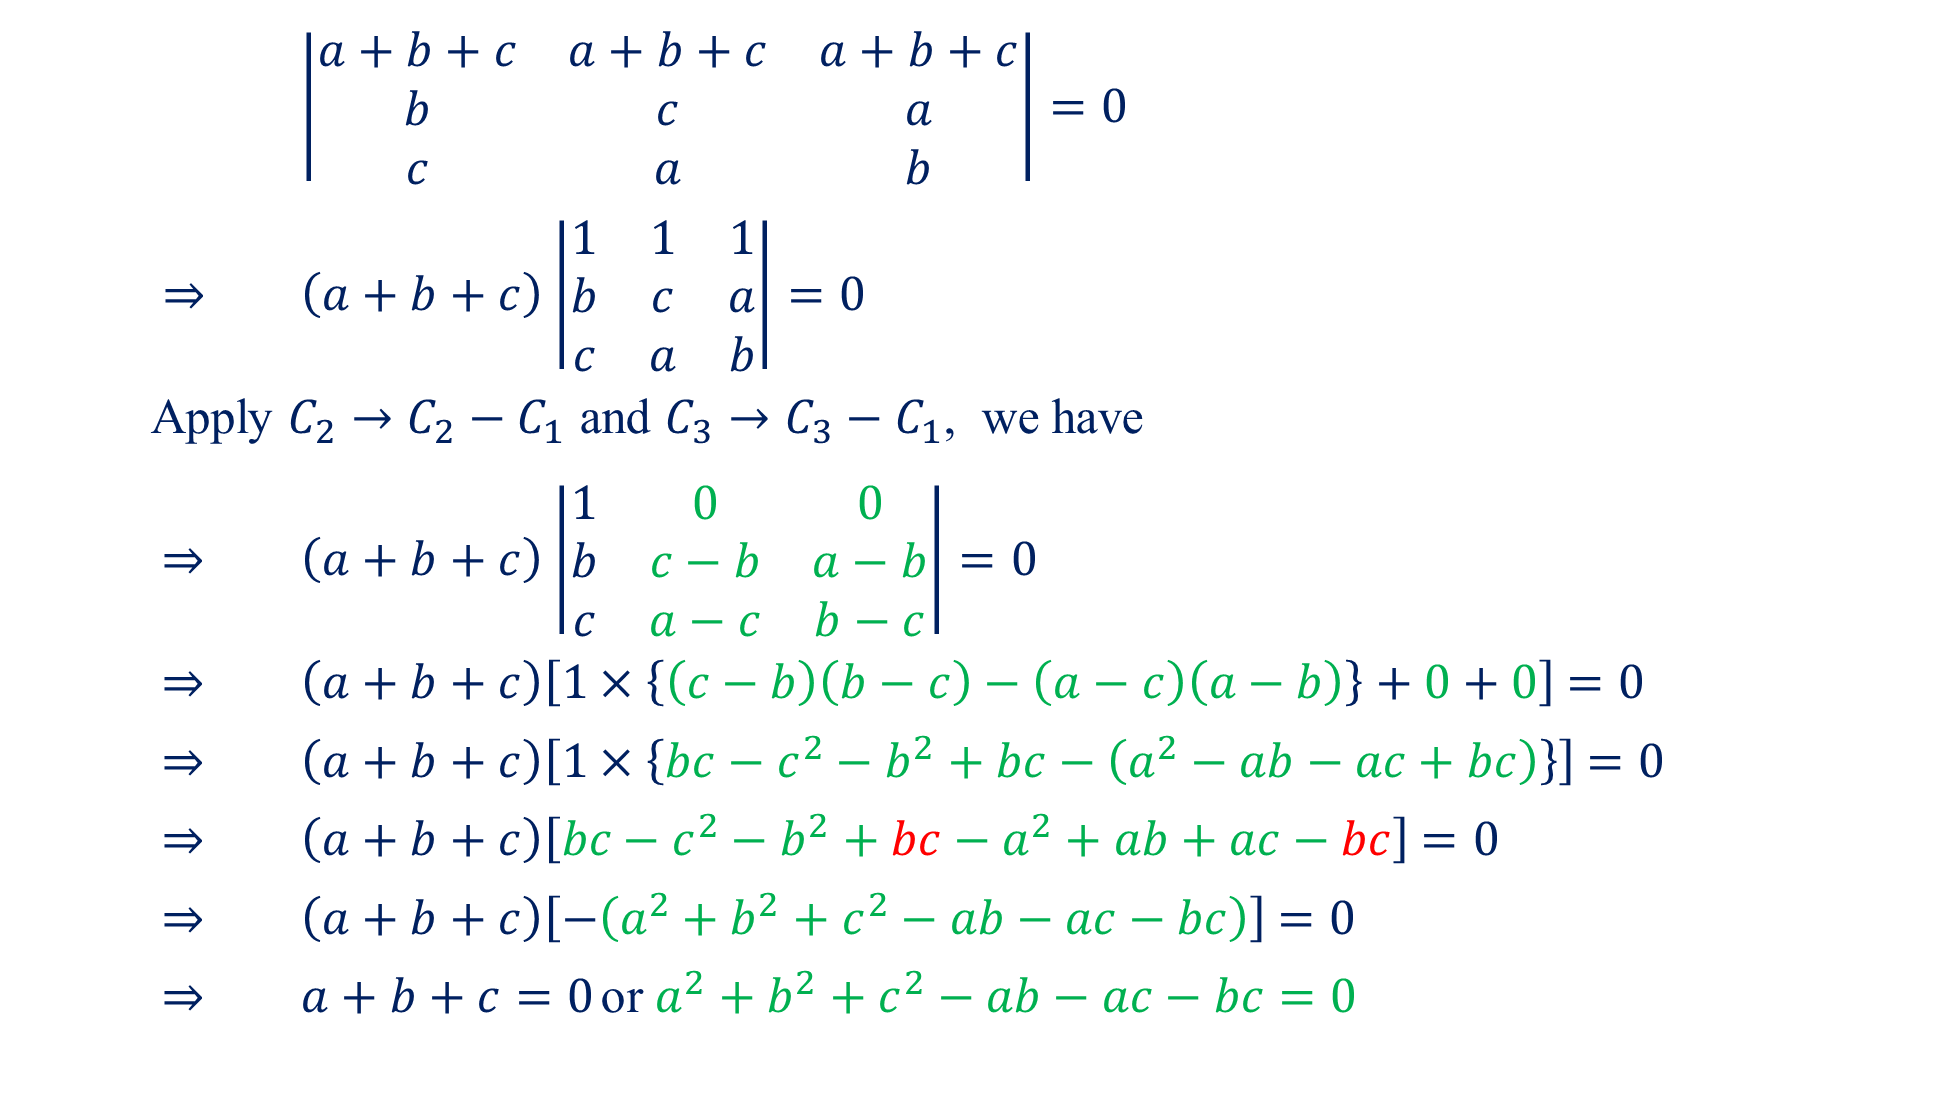 |a + b + c   a + b + c   a + b + c|
|b   c   a| = 0
|c   a   b|
|1   1   1|
⇒ (a + b + c) |b   c   a| = 0
|c   a   b|
Apply C₂ → C₂ − C₁ and C₃ → C₃ − C₁, we have
|1   0   0|
⇒ (a + b + c) |b   c − b   a − b| = 0
|c   a − c   b − c|
⇒ (a + b + c)[1 × {(c − b)(b − c) − (a − c)(a − b)} + 0 + 0] = 0
⇒ (a + b + c)[1 × {bc − c² − b² + bc − (a² − ab − ac + bc)}] = 0
⇒ (a + b + c)[bc − c² − b² + bc − a² + ab + ac − bc] = 0
⇒ (a + b + c)[−(a² + b² + c² − ab − ac − bc)] = 0
⇒ a + b + c = 0 or a² + b² + c² − ab − ac − bc = 0